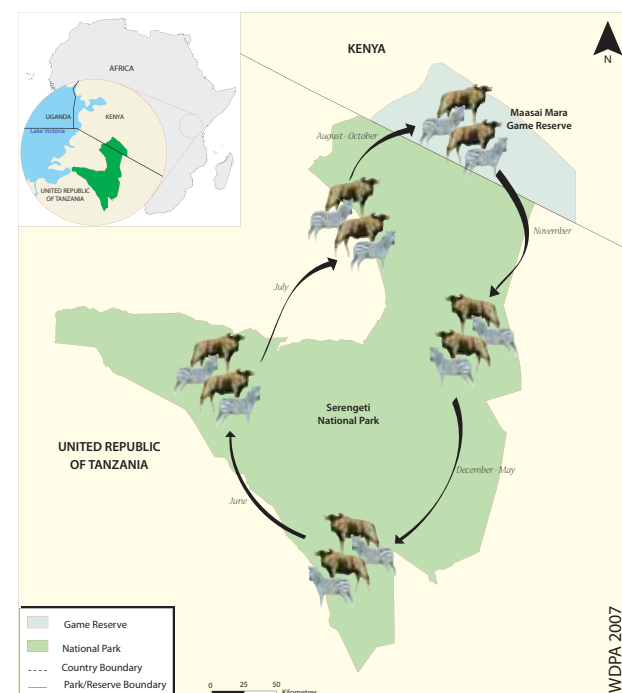 AFRICA
UGANDA
KENYA
Lake Victoria
UNITED REPUBLIC
OF TANZANIA
KENYA
N
Maasai Mara
Game Reserve
August - October
November
July
Serengeti
National Park
UNITED REPUBLIC
OF TANZANIA
December - May
June
Game Reserve
National Park
Country Boundary
Park/Reserve Boundary
0 25 50
Kilometres
WDPA 2007